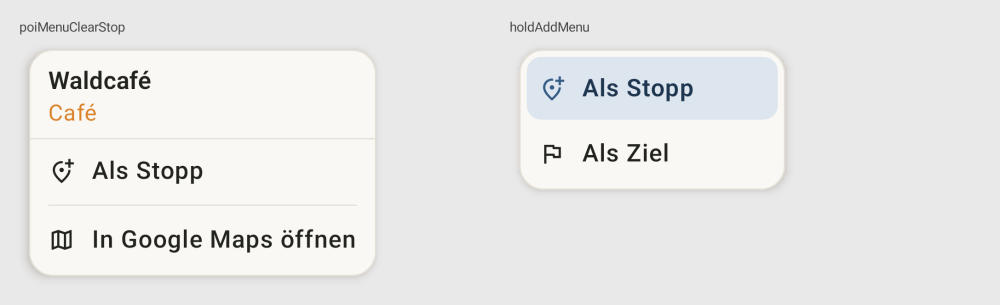 poiMenuClearStop
Waldcafé
Café
Als Stopp
In Google Maps öffnen
holdAddMenu
Als Stopp
Als Ziel